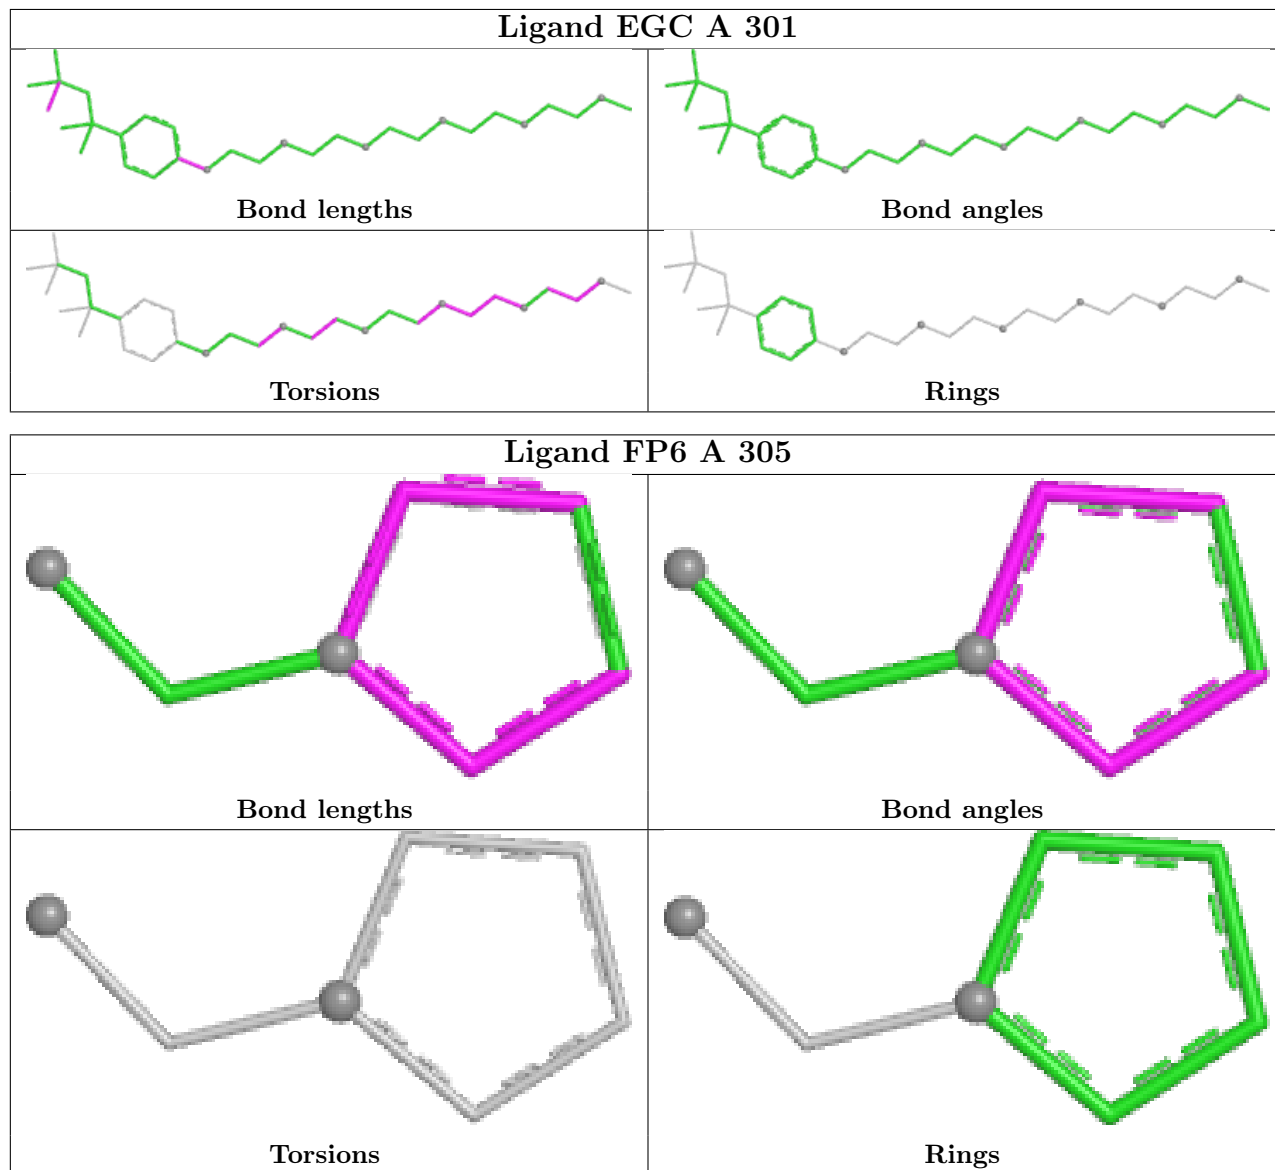 Ligand EGC A 301
Bond lengths
Bond angles
Torsions
Rings
Ligand FP6 A 305
Bond lengths
Bond angles
Torsions
Rings